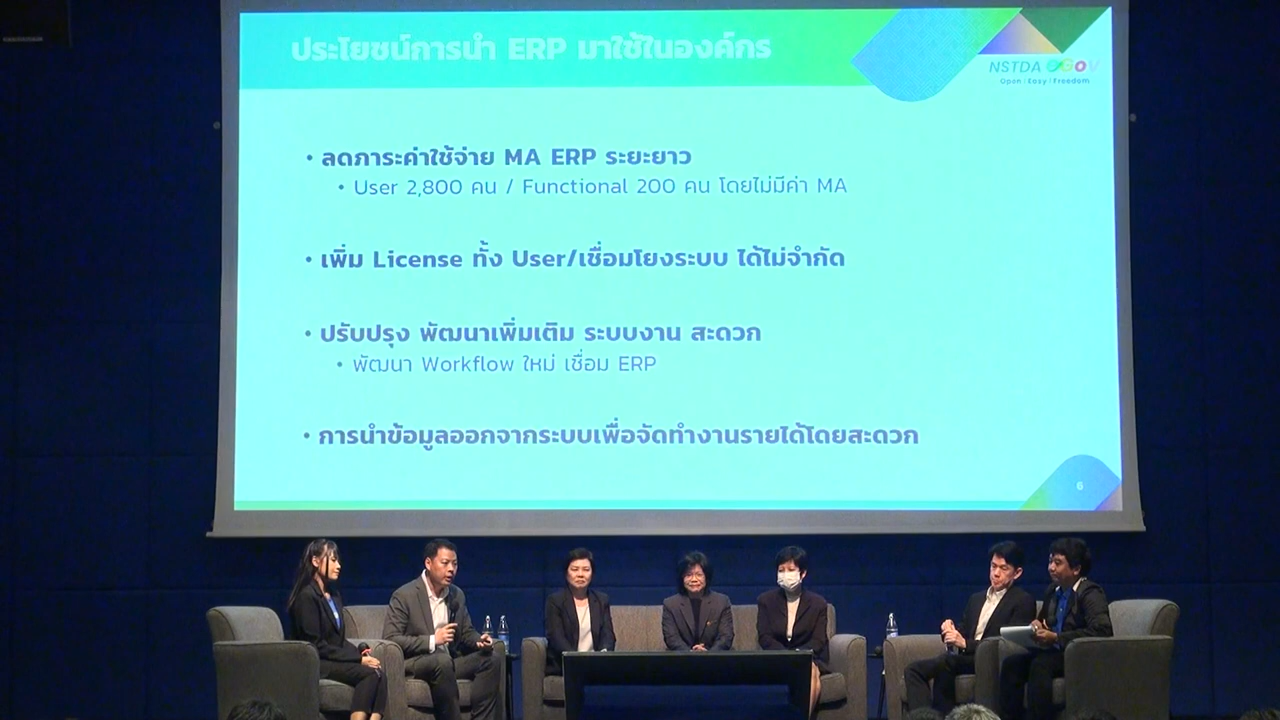 ประโยชน์การนำ ERP มาใช้ในองค์กร
NSTDA OGOV
Open | Easy | Freedom
• ลดภาระค่าใช้จ่าย MA ERP ระยะยาว
• User 2,800 คน / Functional 200 คน โดยไม่มีค่า MA
• เพิ่ม License ทั้ง User/เชื่อมโยงระบบ ได้ไม่จำกัด
• ปรับปรุง พัฒนาเพิ่มเติม ระบบงาน สะดวก
• พัฒนา Workflow ใหม่ เชื่อม ERP
• การนำข้อมูลออกจากระบบเพื่อจัดทำงานรายได้โดยสะดวก
6